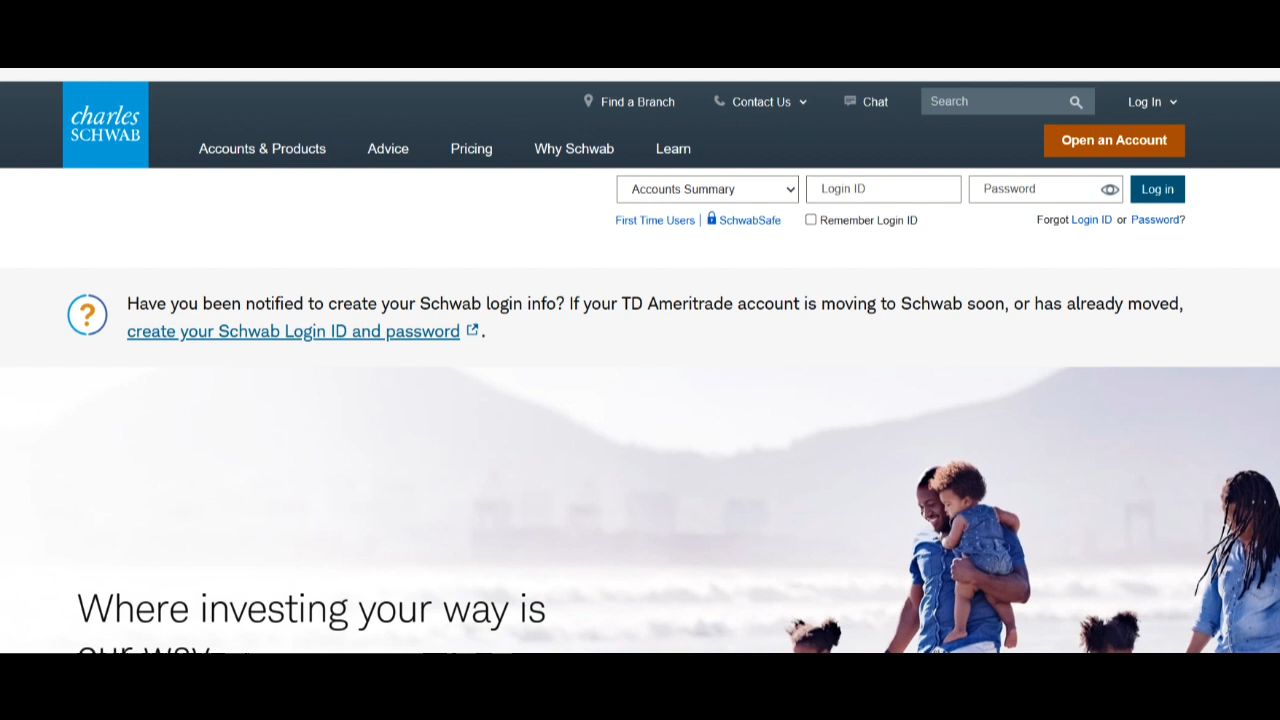 charles
SCHWAB
Find a Branch
Contact Us
Chat
Search
Log In
Accounts & Products
Advice
Pricing
Why Schwab
Learn
Open an Account
Accounts Summary
Login ID
Password
Log in
First Time Users | SchwabSafe
Remember Login ID
Forgot Login ID or Password?
?
Have you been notified to create your Schwab login info? If your TD Ameritrade account is moving to Schwab soon, or has already moved,
create your Schwab Login ID and password .
Where investing your way is
our way